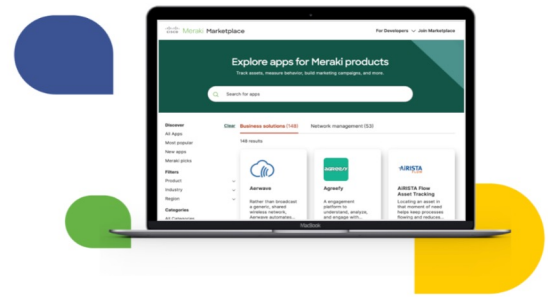 CISCO Meraki Marketplace
For Developers Join Marketplace
Explore apps for Meraki products
Track assets, measure behavior, build marketing campaigns, and more.
Search for apps
Discover
Clear
Business solutions (148)
Network management (53)
All Apps
Most popular
New apps
Meraki picks
148 results
Filters
Product
Industry
Region
Categories
All Categories
Aerwave
Rather than broadcast
a generic, shared
wireless network,
Aerwave automates...
agreefy
Agreefy
A engagement
platform to
understand, analyze,
and engage with...
AIRISTA
FLOW
AIRISTA Flow
Asset Tracking
Locating an asset in
that moment of need
helps keep processes
flowing and reduces...
MacBook